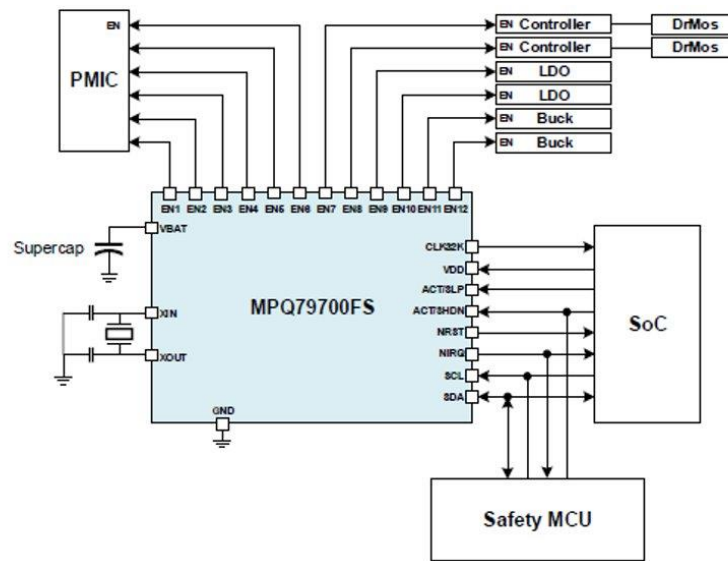 EN Controller DrMos
EN Controller DrMos
EN LDO
EN LDO
EN Buck
EN Buck
EN
PMIC
EN1 EN2 EN3 EN4 EN5 EN6 EN7 EN8 EN9 EN10 EN11 EN12
Supercap
VBAT
XIN
XOUT
GND
MPQ79700FS
CLK32K
VDD
ACT/SLP
ACT/SHDN
NRST
NIRQ
SCL
SDA
SoC
Safety MCU